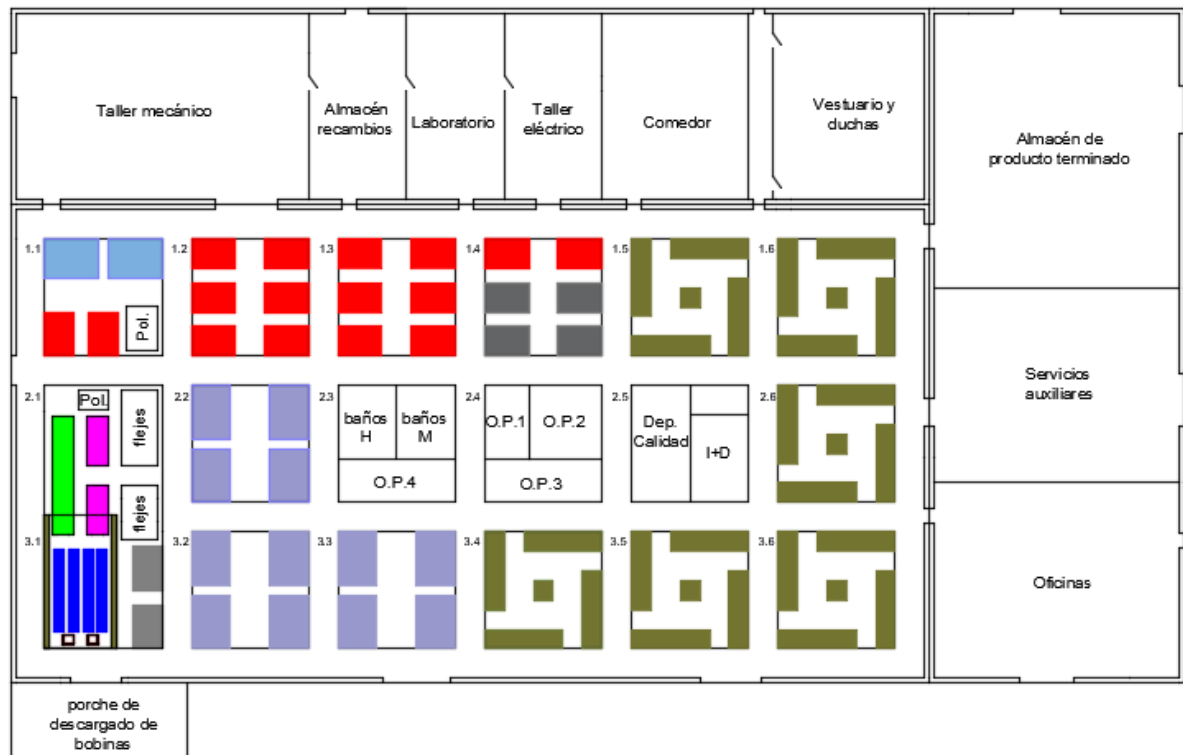 Taller mecánico
Almacén
recambios
Laboratorio
Taller
eléctrico
Comedor
Vestuario y
duchas
Almacén de
producto terminado
1.1
1.2
1.3
1.4
1.5
1.6
Pol.
2.1
2.2
2.3
2.4
2.5
2.6
Pol.
flejes
baños
H
baños
M
O.P.4
O.P.1
O.P.2
O.P.3
Dep.
Calidad
I+D
Servicios
auxiliares
flejes
3.1
3.2
3.3
3.4
3.5
3.6
Oficinas
porche de
descargado de
bobinas